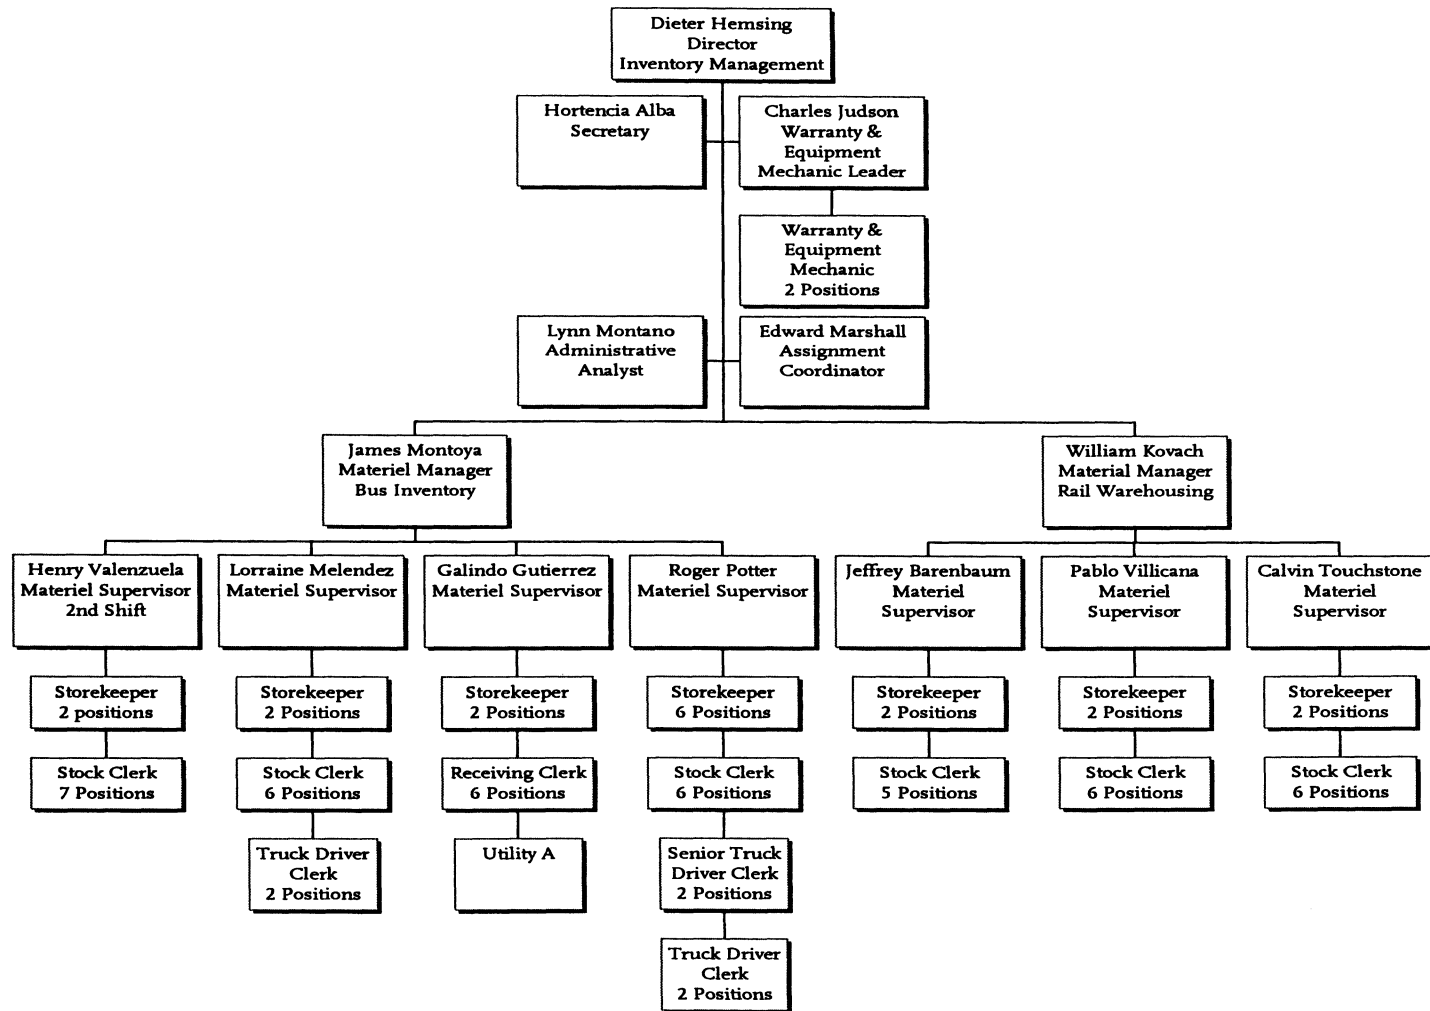 Dieter Hemsing
Director
Inventory Management
Hortencia Alba
Secretary
Charles Judson
Warranty &
Equipment
Mechanic Leader
Warranty &
Equipment
Mechanic
2 Positions
Lynn Montano
Administrative
Analyst
Edward Marshall
Assignment
Coordinator
James Montoya
Materiel Manager
Bus Inventory
William Kovach
Material Manager
Rail Warehousing
Henry Valenzuela
Materiel Supervisor
2nd Shift
Lorraine Melendez
Materiel Supervisor
Galindo Gutierrez
Materiel Supervisor
Roger Potter
Materiel Supervisor
Jeffrey Barenbaum
Materiel
Supervisor
Pablo Villicana
Materiel
Supervisor
Calvin Touchstone
Materiel
Supervisor
Storekeeper
2 positions
Storekeeper
2 Positions
Storekeeper
2 Positions
Storekeeper
6 Positions
Storekeeper
2 Positions
Storekeeper
2 Positions
Storekeeper
2 Positions
Stock Clerk
7 Positions
Stock Clerk
6 Positions
Receiving Clerk
6 Positions
Stock Clerk
6 Positions
Stock Clerk
5 Positions
Stock Clerk
6 Positions
Stock Clerk
6 Positions
Truck Driver
Clerk
2 Positions
Utility A
Senior Truck
Driver Clerk
2 Positions
Truck Driver
Clerk
2 Positions